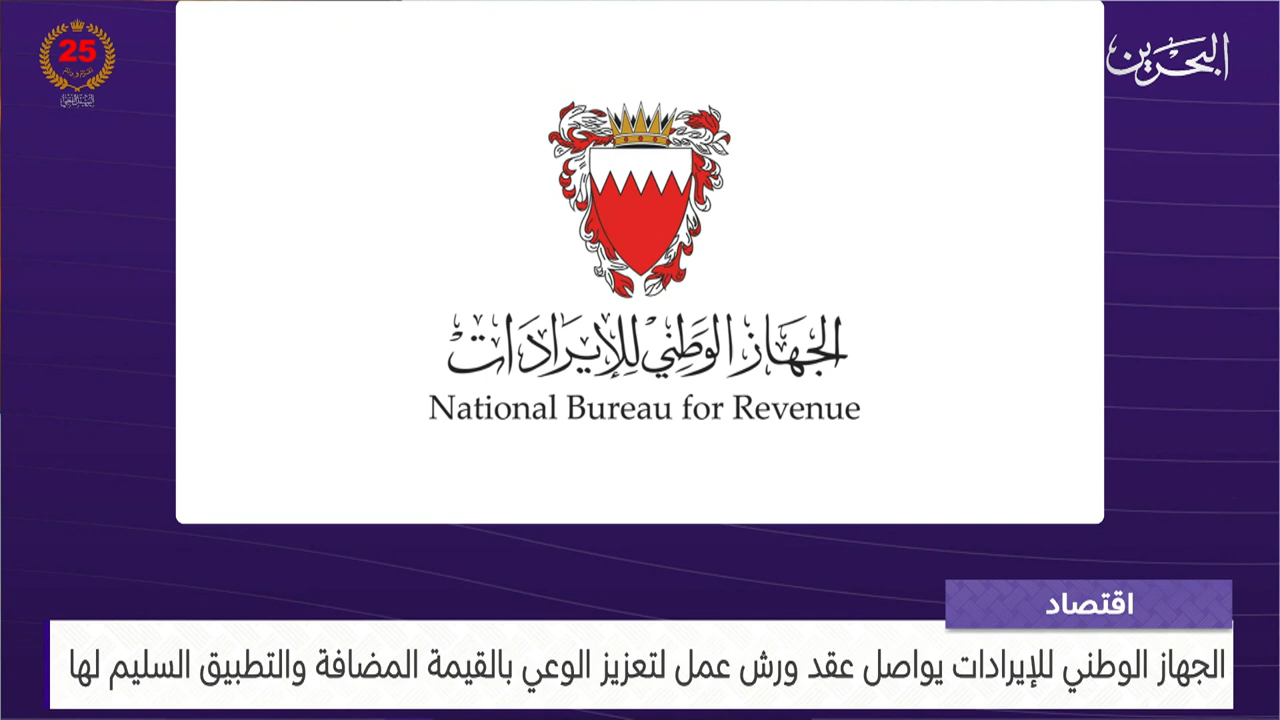 البحرين
25
الجهاز الوطني للإيرادات
National Bureau for Revenue
اقتصاد
الجهاز الوطني للإيرادات يواصل عقد ورش عمل لتعزيز الوعي بالقيمة المضافة والتطبيق السليم لها